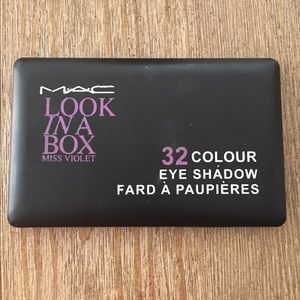 MAC
LOOK
IN A
BOX
MISS VIOLET
32 COLOUR
EYE SHADOW
FARD À PAUPIÈRES